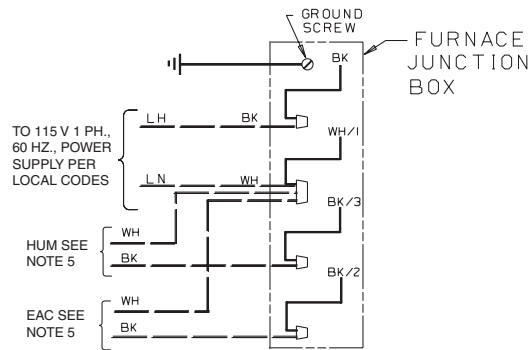 GROUND
SCREW
FURNACE
JUNCTION
BOX
BK
LH
BK
WH/1
TO 115 V 1 PH.,
60 HZ., POWER
SUPPLY PER
LOCAL CODES
LN
WH
BK/3
WH
HUM SEE
NOTE 5
BK
BK/2
WH
EAC SEE
NOTE 5
BK